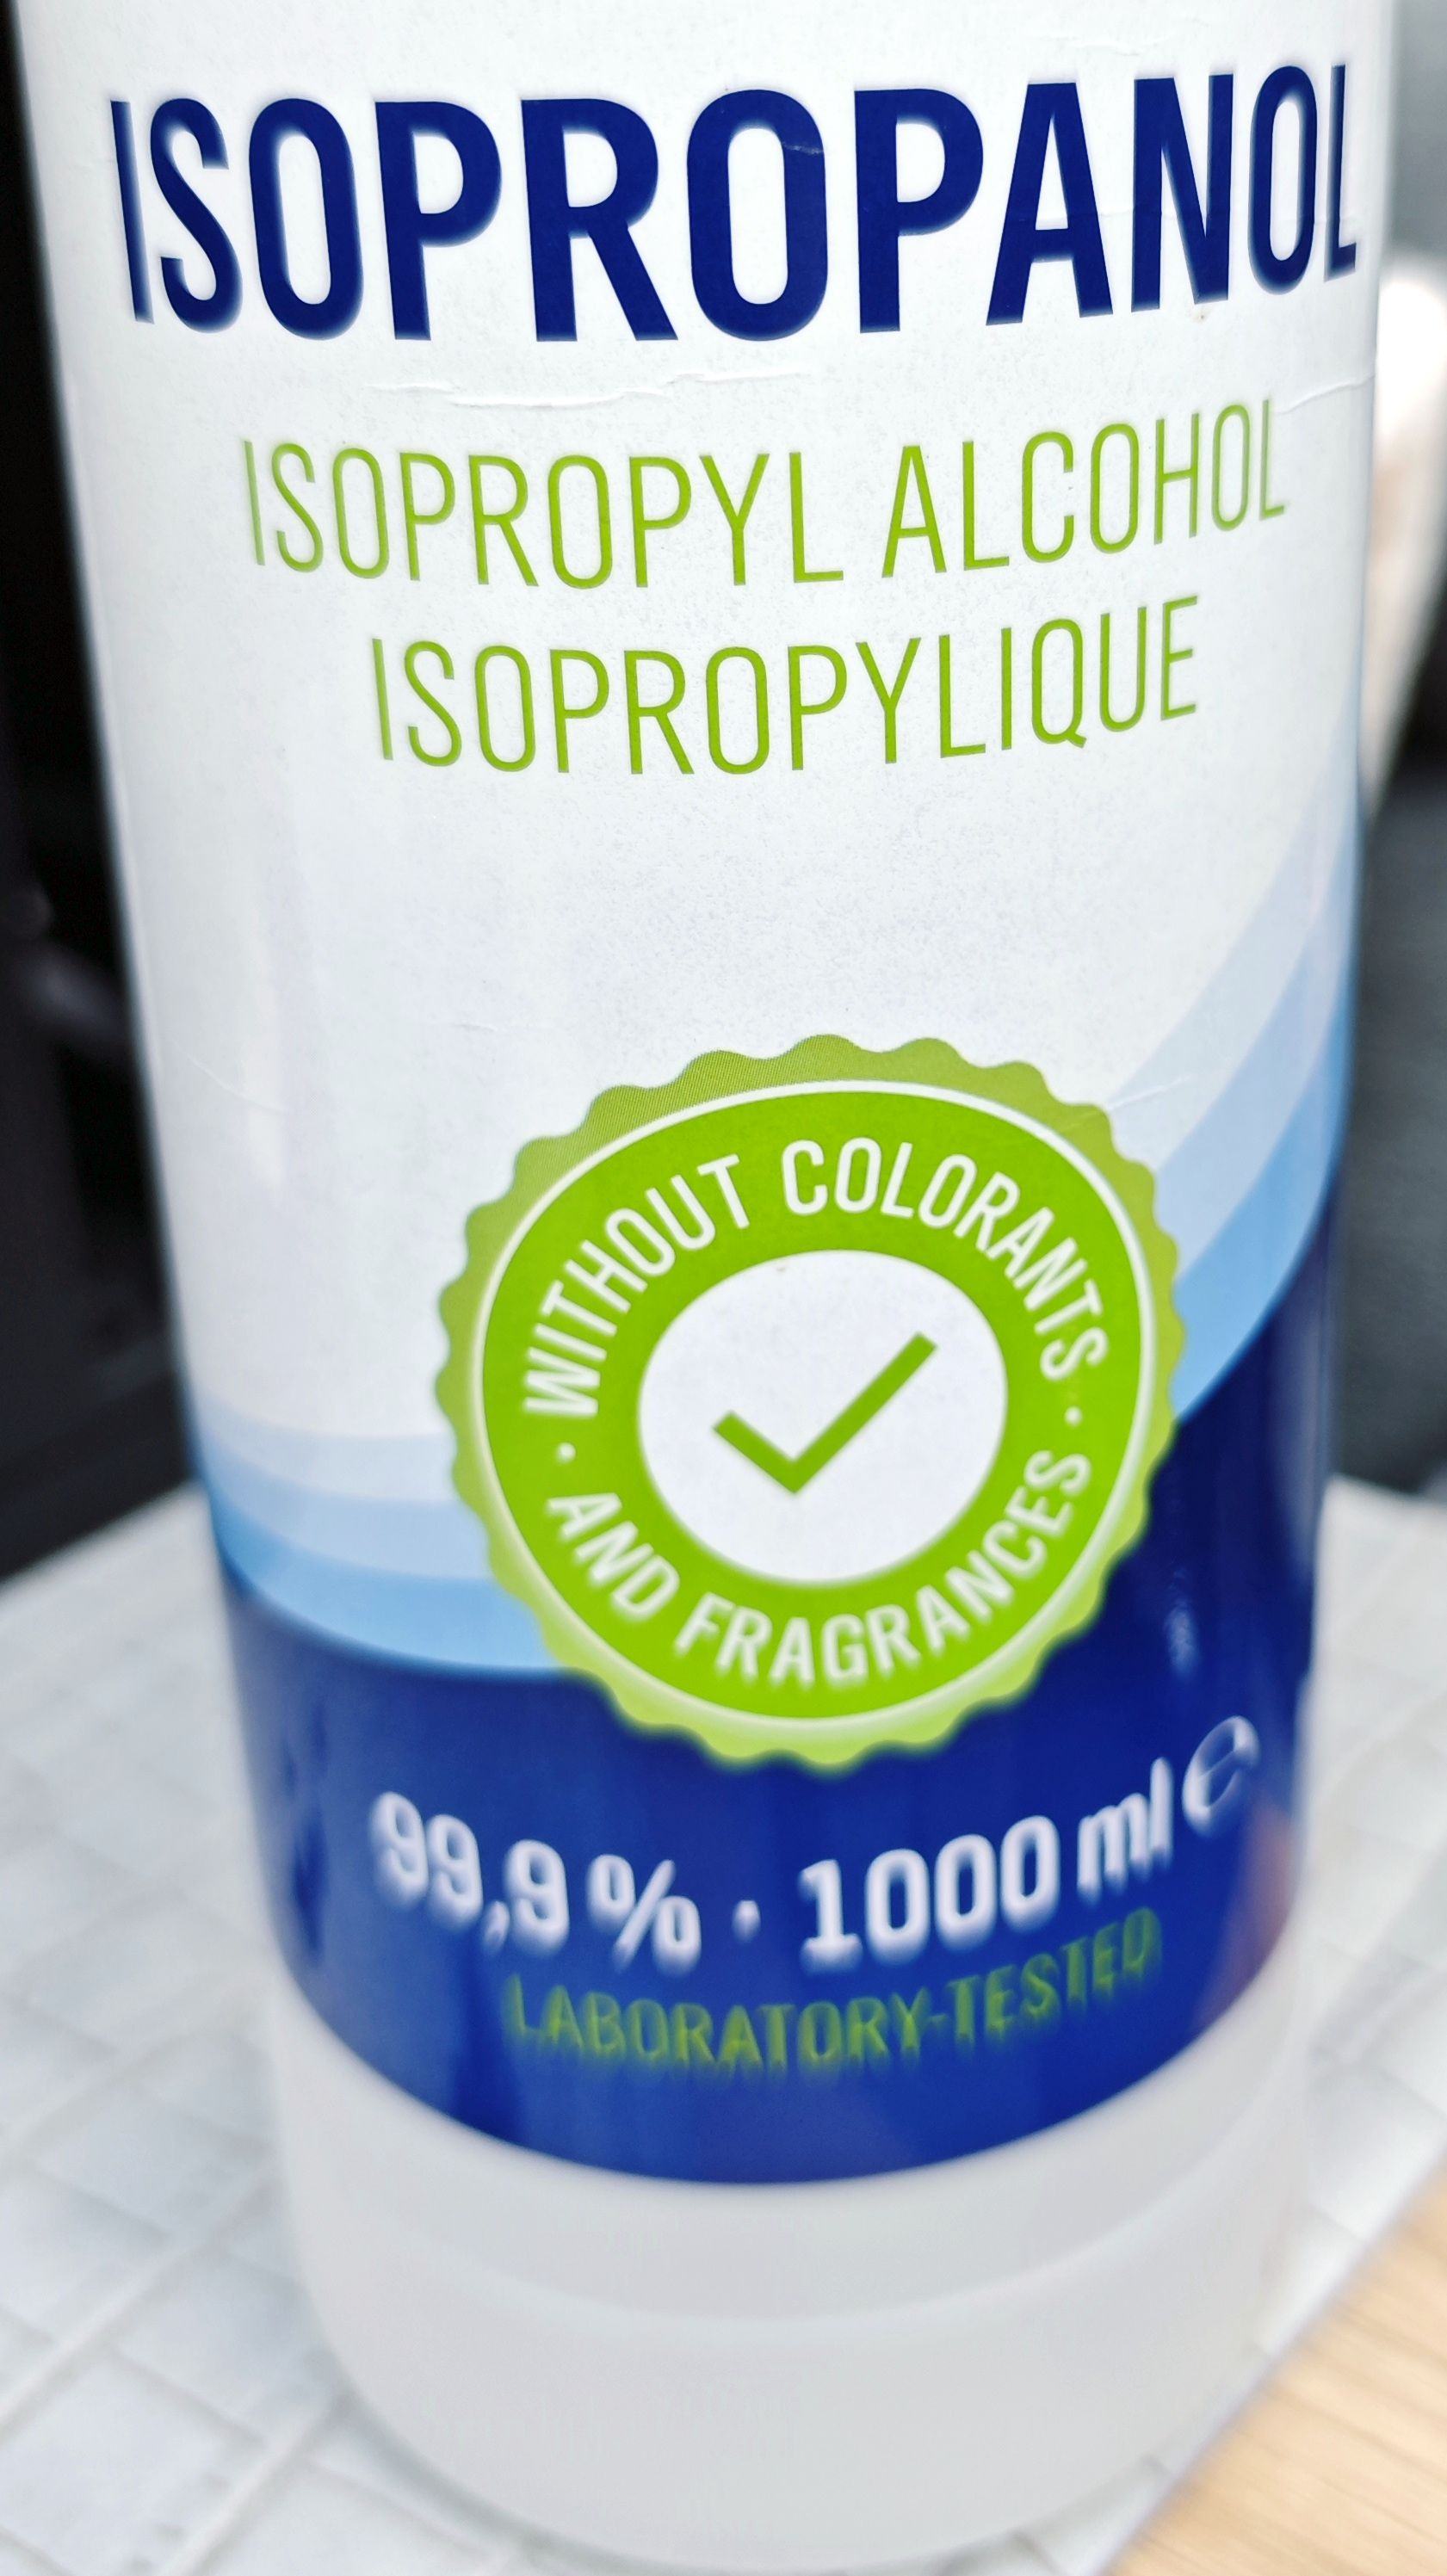 ISOPROPANOL
ISOPROPYL ALCOHOL
ISOPROPYLIQUE
· WITHOUT COLORANTS ·
AND FRAGRANCES
99,9% · 1000 ml ℮
LABORATORY-TESTED